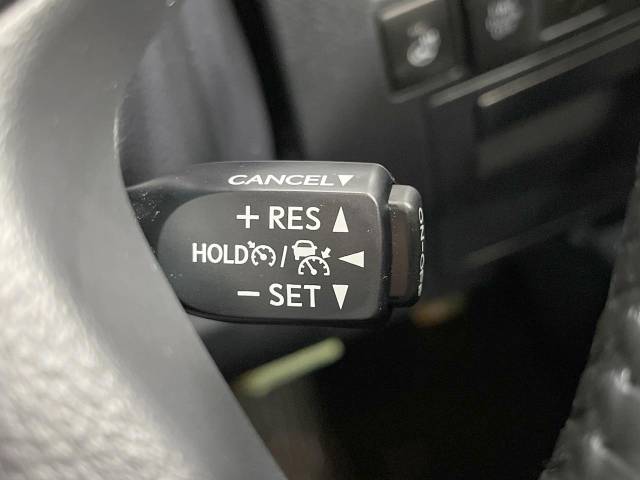 CANCEL▼
+ RES ▲
HOLD / ◄
− SET ▼
ON-OFF